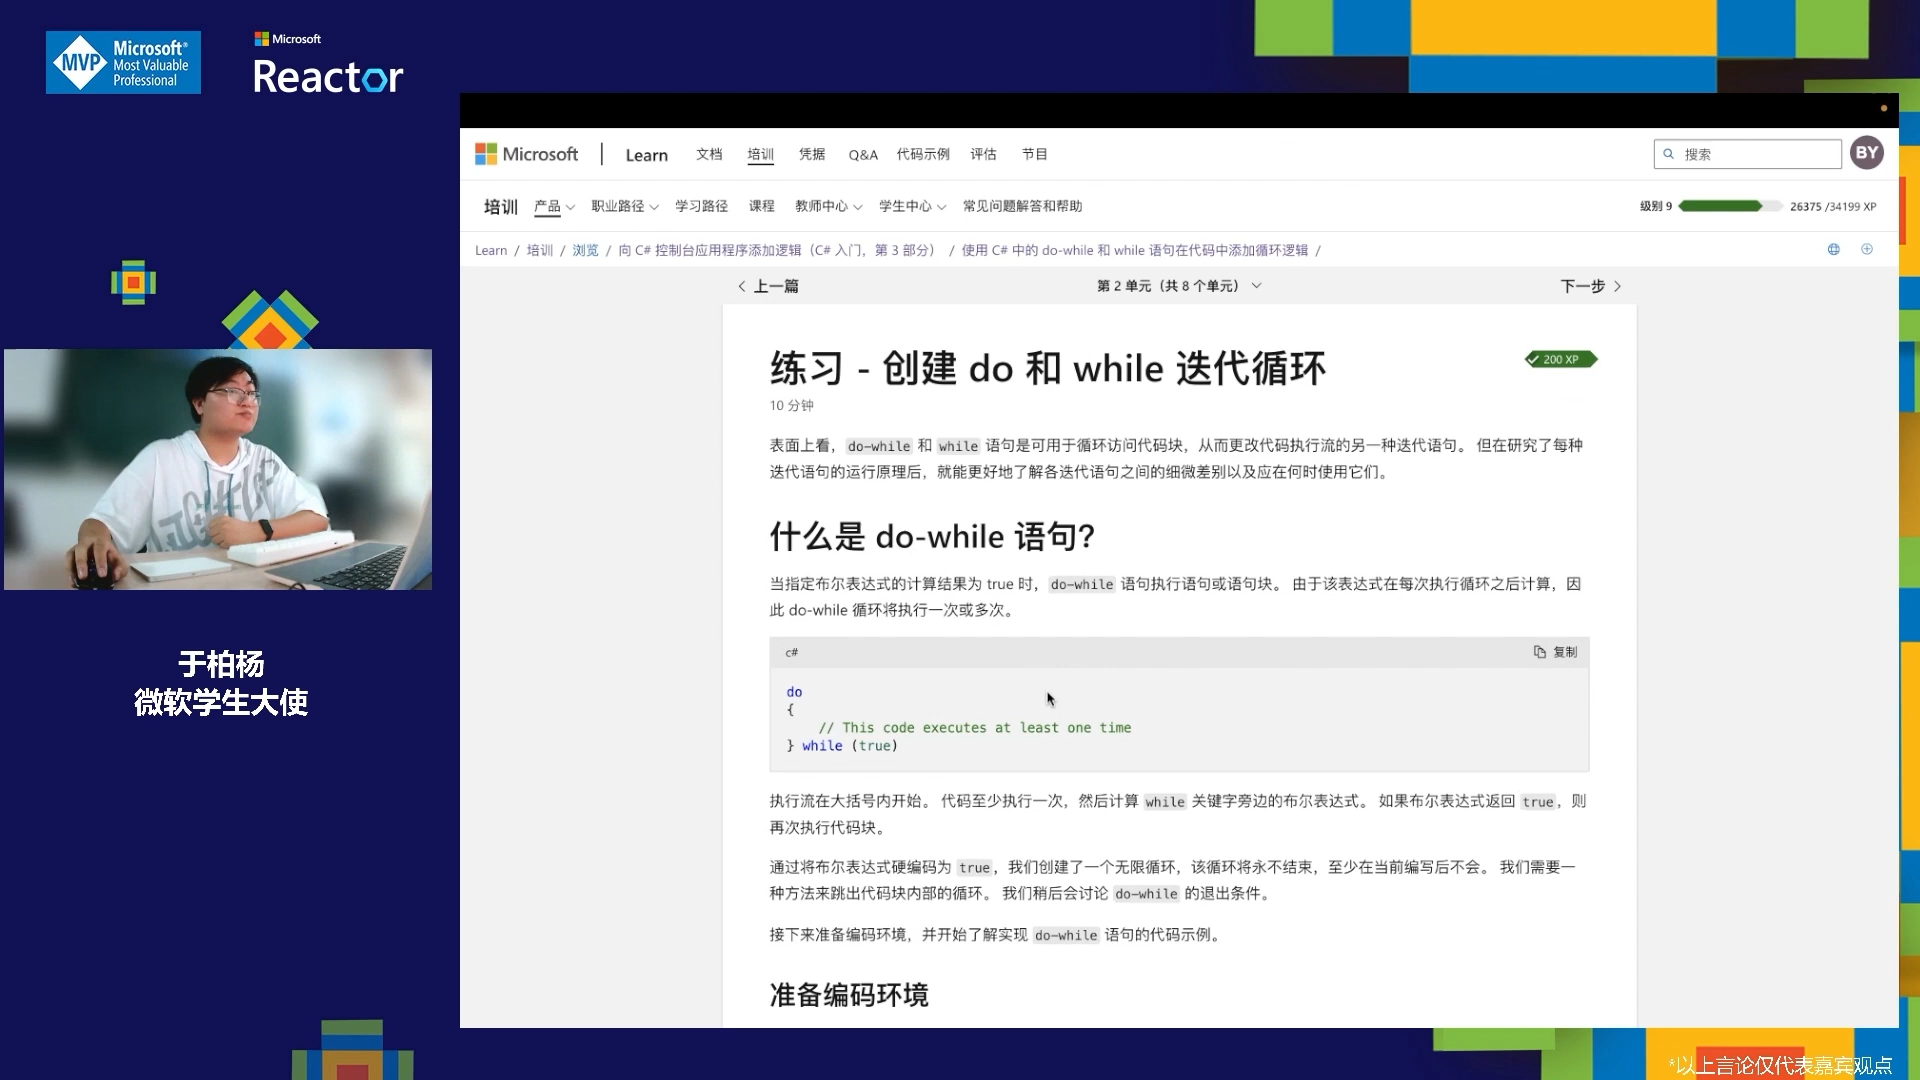 MVP
Microsoft®
Most Valuable
Professional
Microsoft
Reactor
Microsoft Learn 文档 培训 凭据 Q&A 代码示例 评估 节目 搜索 BY
培训 产品 职业路径 学习路径 课程 教师中心 学生中心 常见问题解答和帮助 级别 9 26375 /34199 XP
Learn / 培训 / 浏览 / 向 C# 控制台应用程序添加逻辑（C# 入门，第 3 部分） / 使用 C# 中的 do-while 和 while 语句在代码中添加循环逻辑 /
上一篇 第 2 单元（共 8 个单元） 下一步
练习 - 创建 do 和 while 迭代循环
200 XP
10 分钟
表面上看，do-while 和 while 语句是可用于循环访问代码块，从而更改代码执行流的另一种迭代语句。 但在研究了每种
迭代语句的运行原理后，就能更好地了解各迭代语句之间的细微差别以及应在何时使用它们。
什么是 do-while 语句?
当指定布尔表达式的计算结果为 true 时，do-while 语句执行语句或语句块。 由于该表达式在每次执行循环之后计算，因
此 do-while 循环将执行一次或多次。
c# 复制
do
{
// This code executes at least one time
} while (true)
执行流在大括号内开始。 代码至少执行一次，然后计算 while 关键字旁边的布尔表达式。 如果布尔表达式返回 true，则
再次执行代码块。
通过将布尔表达式硬编码为 true，我们创建了一个无限循环，该循环将永不结束，至少在当前编写后不会。 我们需要一
种方法来跳出代码块内部的循环。 我们稍后会讨论 do-while 的退出条件。
接下来准备编码环境，并开始了解实现 do-while 语句的代码示例。
准备编码环境
于柏杨
微软学生大使
*以上言论仅代表嘉宾观点